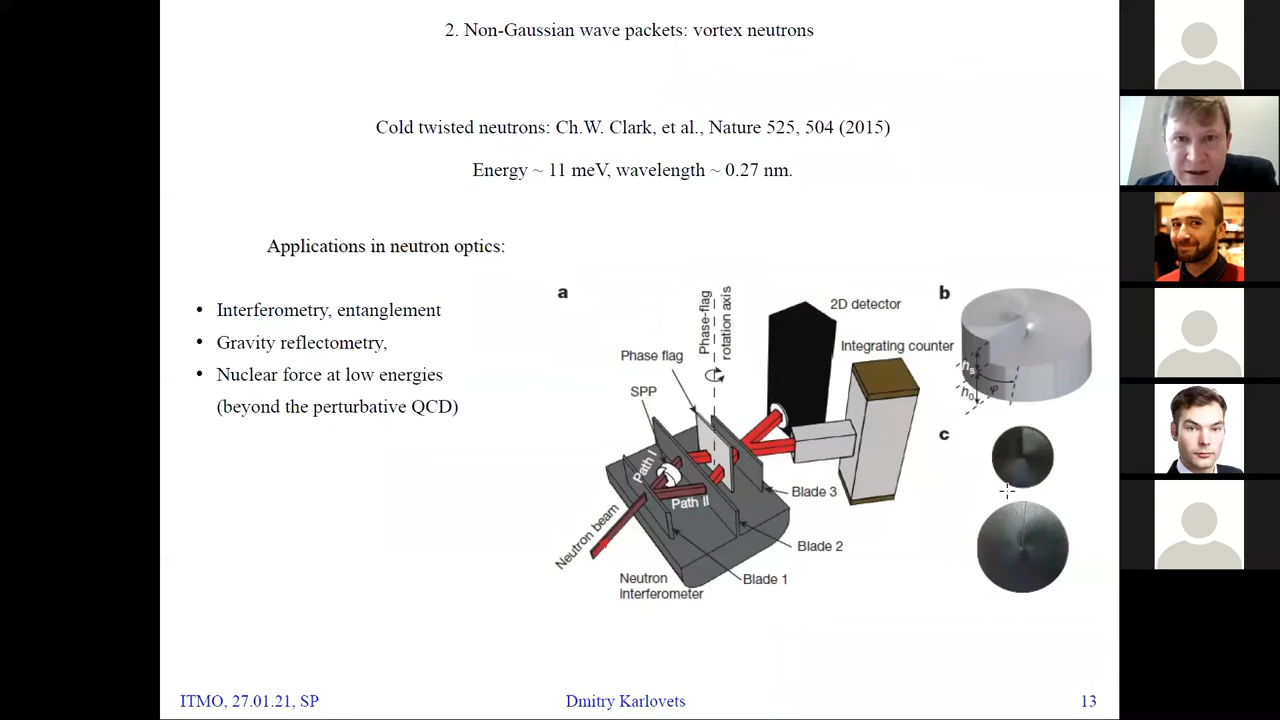 2. Non-Gaussian wave packets: vortex neutrons
Cold twisted neutrons: Ch.W. Clark, et al., Nature 525, 504 (2015)
Energy ~ 11 meV, wavelength ~ 0.27 nm.
Applications in neutron optics:
• Interferometry, entanglement
• Gravity reflectometry,
• Nuclear force at low energies
(beyond the perturbative QCD)
a
Phase-flag
rotation axis
2D detector
Integrating counter
Phase flag
SPP
Path I
Path II
Neutron beam
Blade 3
Blade 2
Blade 1
Neutron
interferometer
b
hs
h0
φ
c
ITMO, 27.01.21, SP
Dmitry Karlovets
13